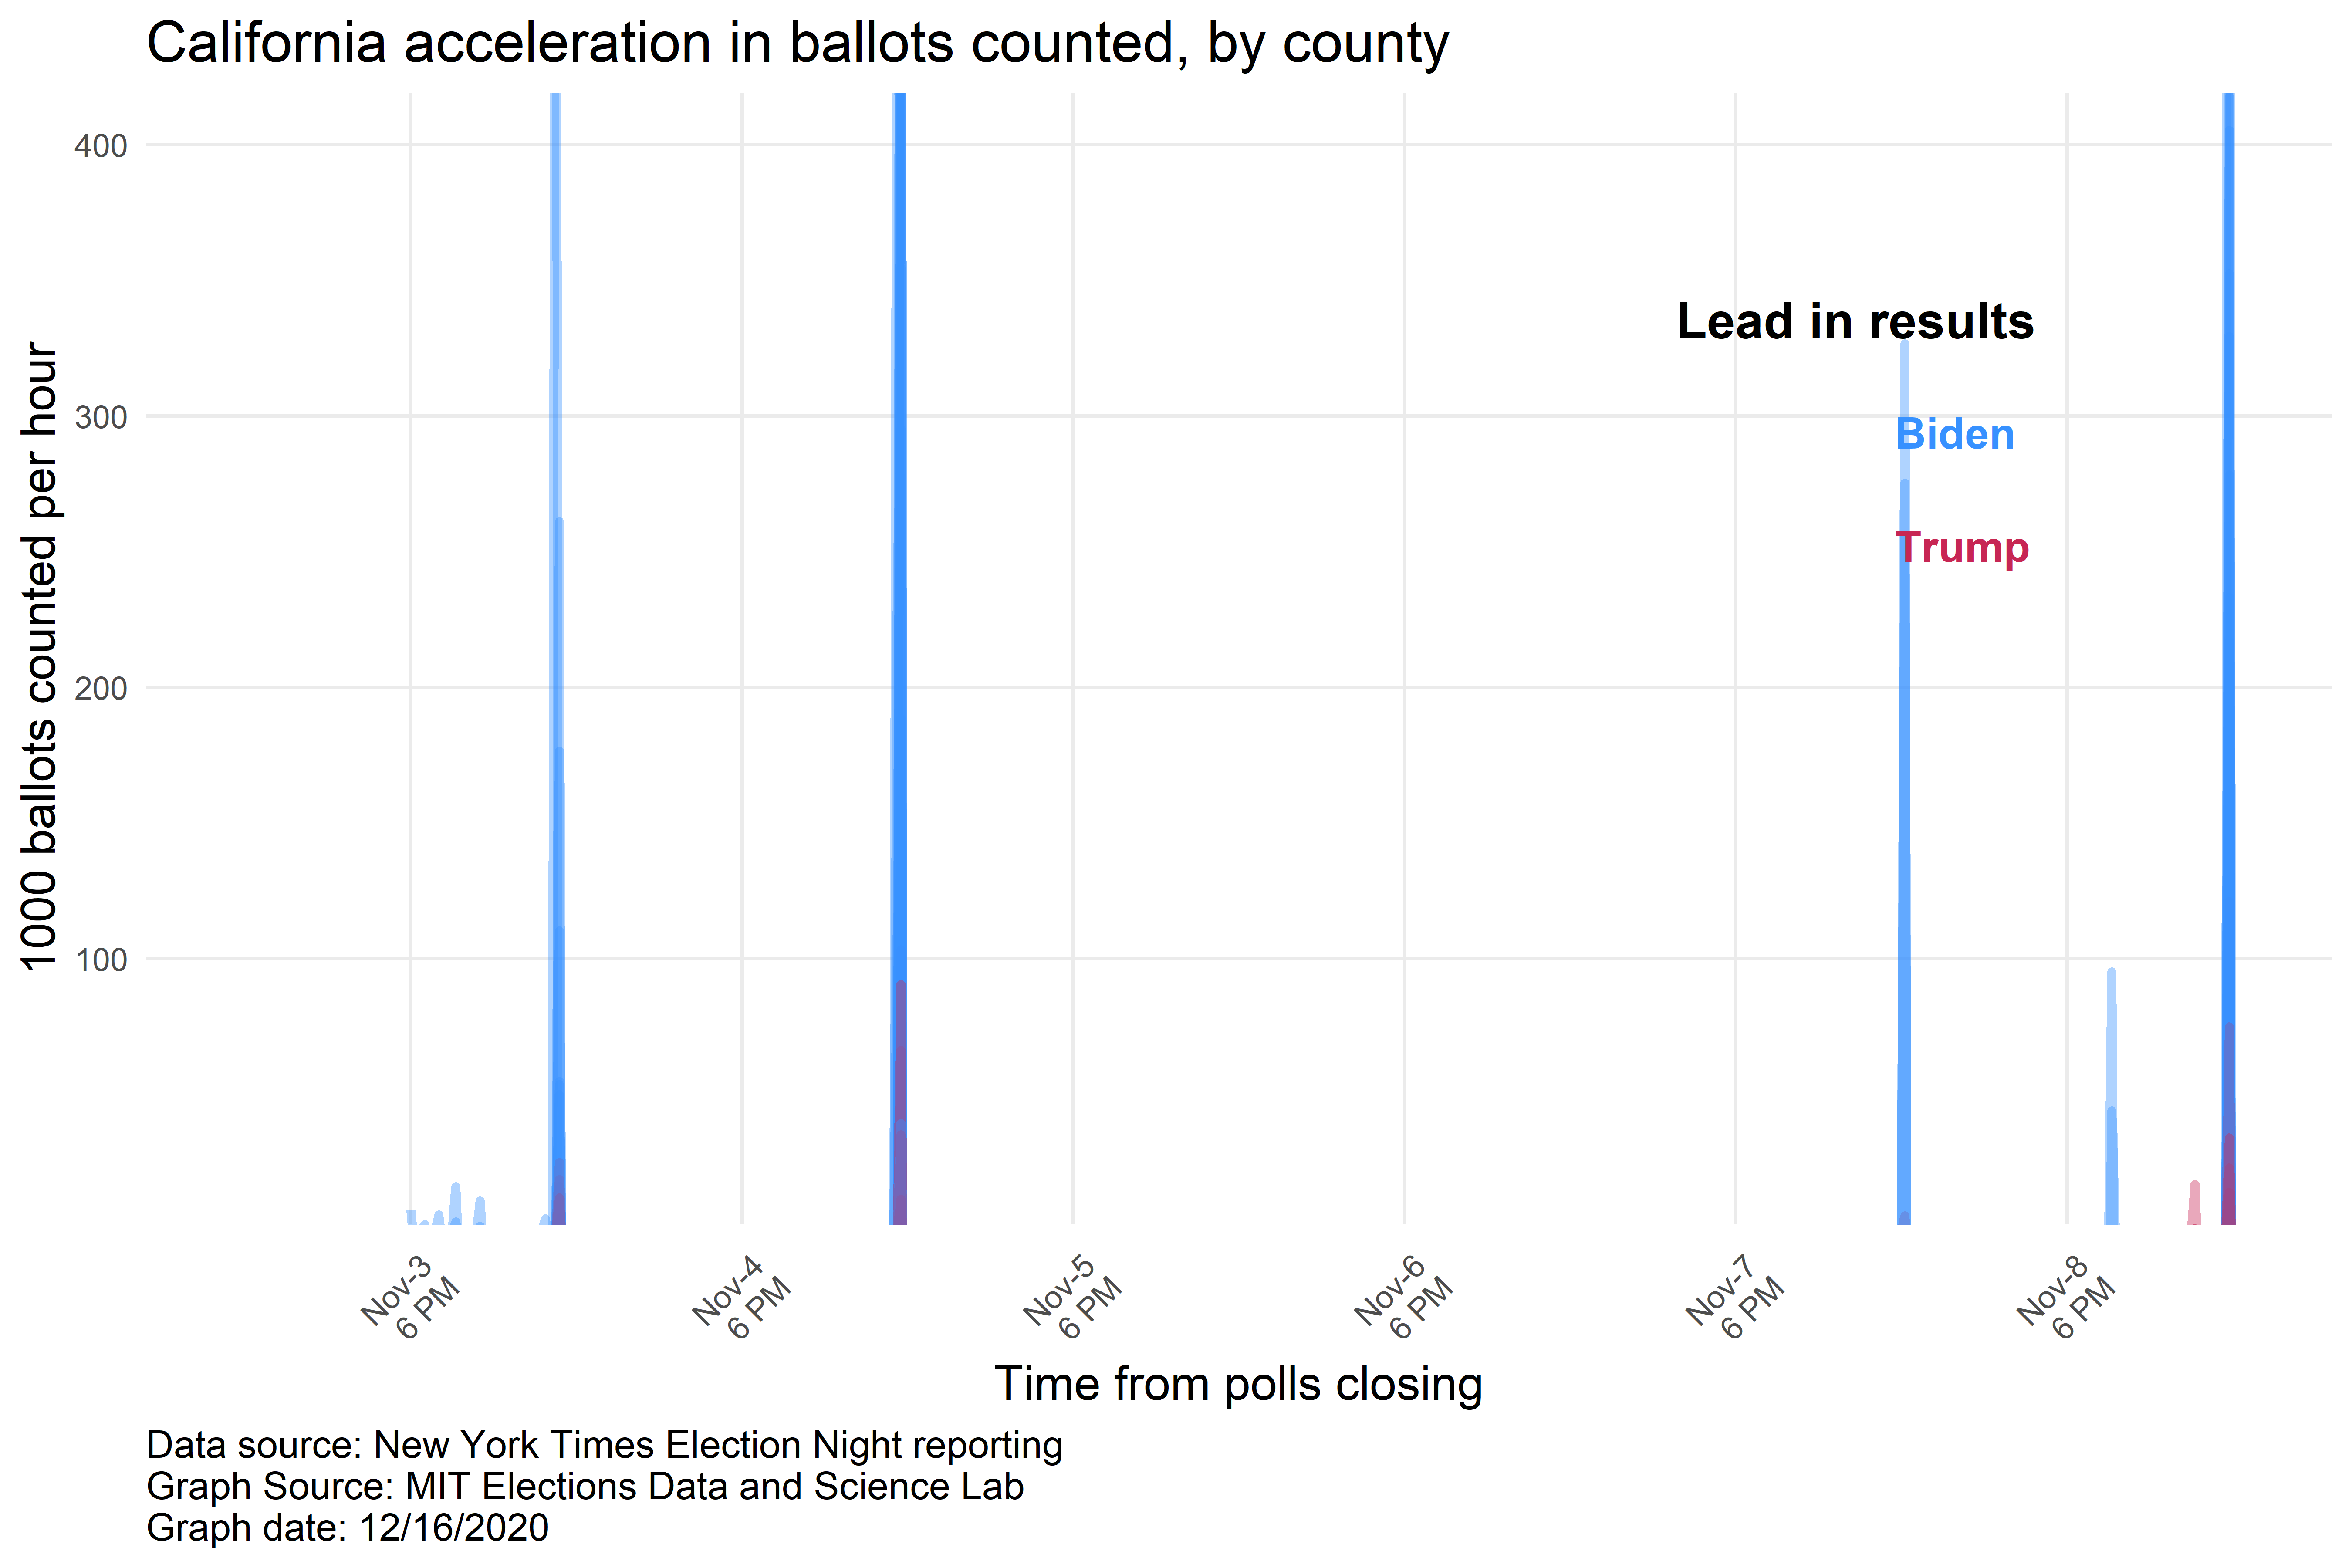 California acceleration in ballots counted, by county
1000 ballots counted per hour
400
300
200
100
Lead in results
Biden
Trump
Nov-3
6 PM
Nov-4
6 PM
Nov-5
6 PM
Nov-6
6 PM
Nov-7
6 PM
Nov-8
6 PM
Time from polls closing
Data source: New York Times Election Night reporting
Graph Source: MIT Elections Data and Science Lab
Graph date: 12/16/2020